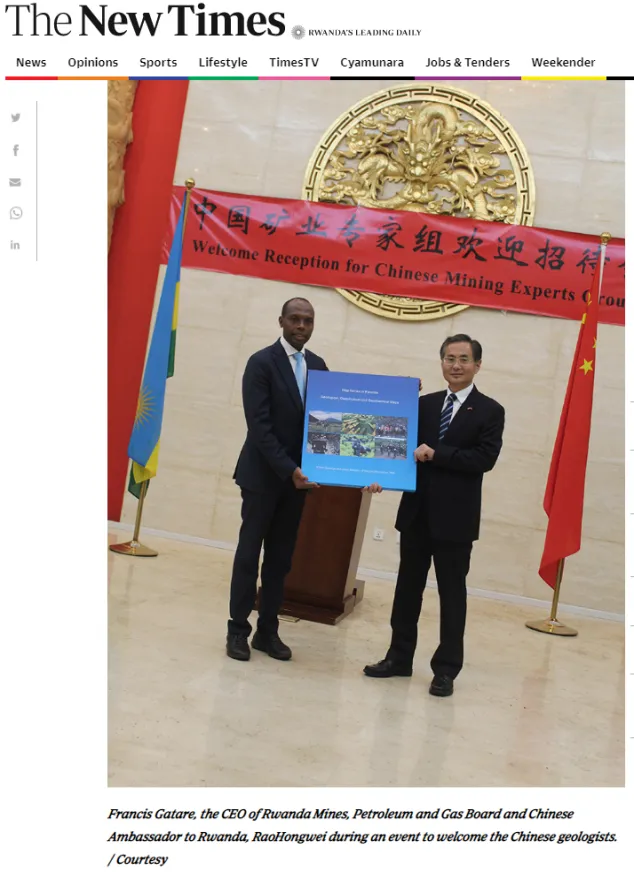 The New Times RWANDA'S LEADING DAILY
News Opinions Sports Lifestyle TimesTV Cyamunara Jobs & Tenders Weekender
中国矿业专家组欢迎招待
Welcome Reception for Chinese Mining Experts Grou
Francis Gatare, the CEO of Rwanda Mines, Petroleum and Gas Board and Chinese
Ambassador to Rwanda, RaoHongwei during an event to welcome the Chinese geologists.
/ Courtesy